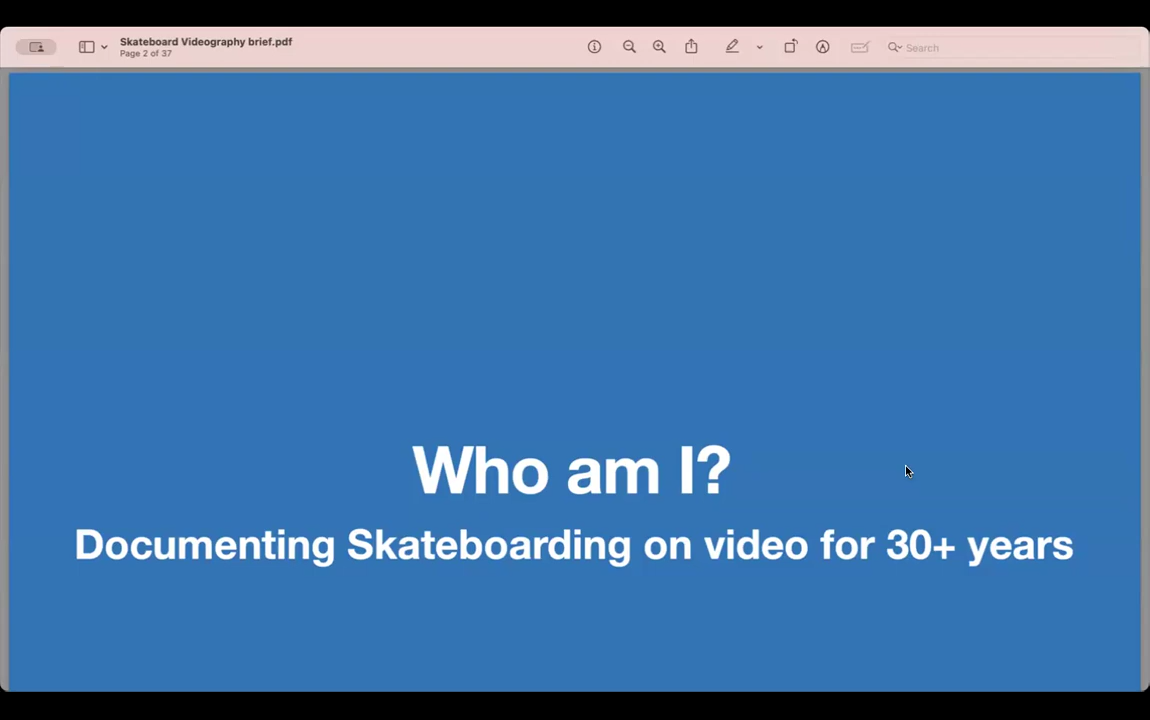 Skateboard Videography brief.pdf
Page 2 of 37
Search
Who am I?
Documenting Skateboarding on video for 30+ years